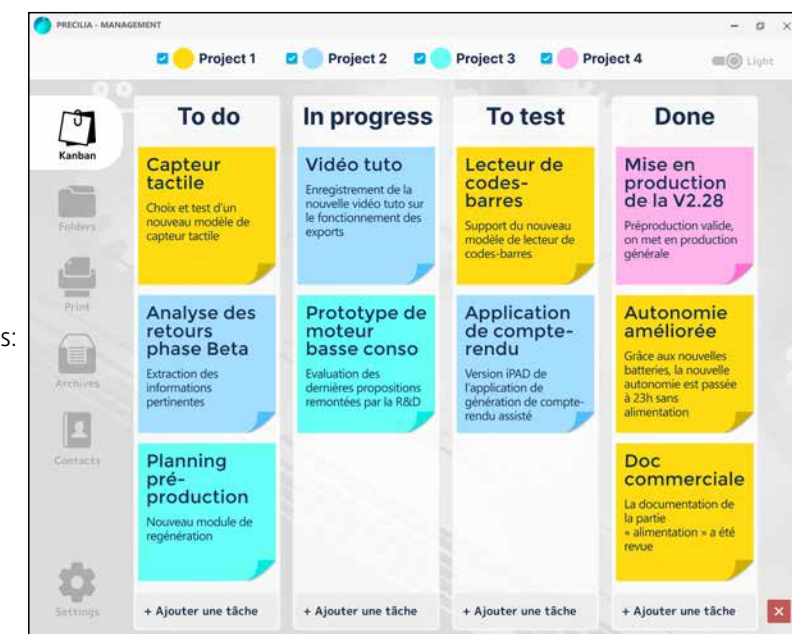 PRECILIA - MANAGEMENT
Project 1
Project 2
Project 3
Project 4
Light
Kanban
Folders
Print
Archives
Contacts
Settings
s:
To do
Capteur
tactile
Choix et test d'un
nouveau modèle de
capteur tactile
Analyse des
retours
phase Beta
Extraction des
informations
pertinentes
Planning
pré-
production
Nouveau module de
regénération
+ Ajouter une tâche
In progress
Vidéo tuto
Enregistrement de la
nouvelle vidéo tuto sur
le fonctionnement des
exports
Prototype de
moteur
basse conso
Evaluation des
dernières propositions
remontées par la R&D
+ Ajouter une tâche
To test
Lecteur de
codes-
barres
Support du nouveau
modèle de lecteur de
codes-barres
Application
de compte-
rendu
Version iPAD de
l'application de
génération de compte-
rendu assisté
+ Ajouter une tâche
Done
Mise en
production
de la V2.28
Préproduction valide,
on met en production
générale
Autonomie
améliorée
Grâce aux nouvelles
batteries, la nouvelle
autonomie est passée
à 23h sans
alimentation
Doc
commerciale
La documentation de
la partie
« alimentation » a été
revue
+ Ajouter une tâche